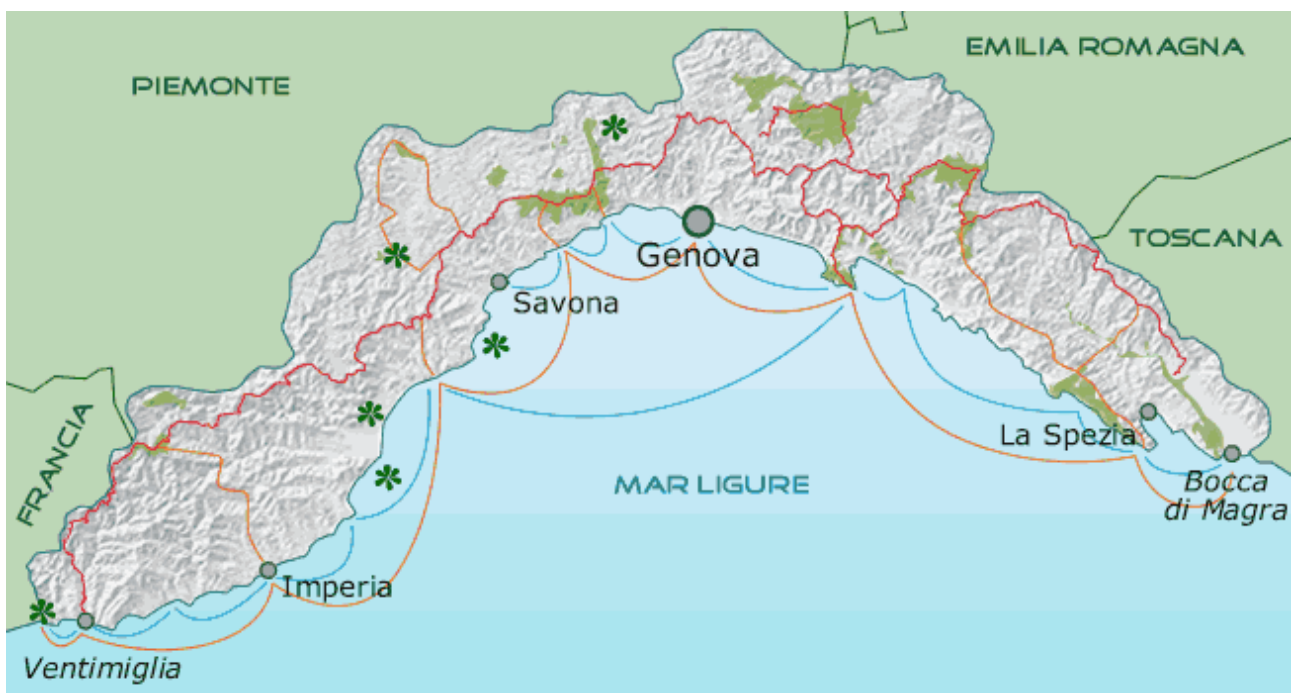 EMILIA ROMAGNA
PIEMONTE
TOSCANA
Genova
Savona
FRANCIA
La Spezia
MAR LIGURE
Bocca
di Magra
Imperia
Ventimiglia